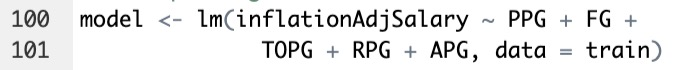 100 model <- lm(inflationAdjSalary ~ PPG + FG +
101 TOPG + RPG + APG, data = train)